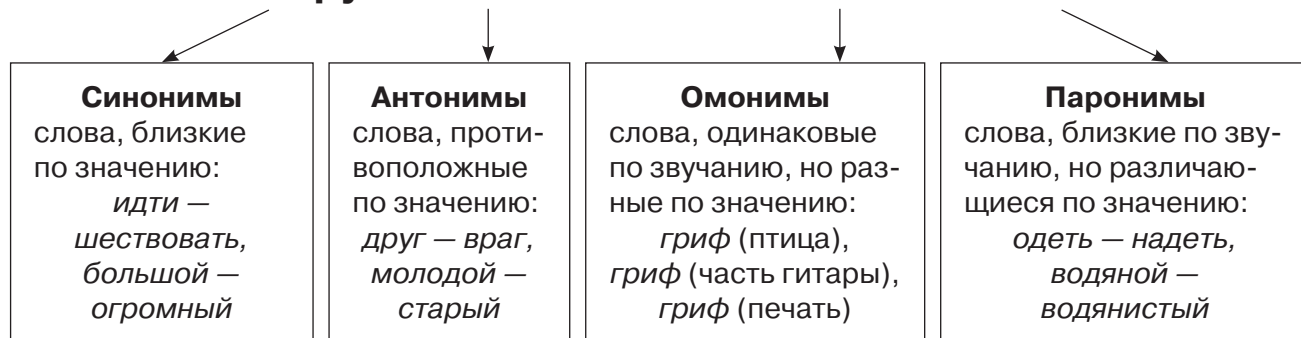 Синонимы
слова, близкие
по значению:
идти —
шествовать,
большой —
огромный
Антонимы
слова, проти-
воположные
по значению:
друг — враг,
молодой —
старый
Омонимы
слова, одинаковые
по звучанию, но раз-
ные по значению:
гриф (птица),
гриф (часть гитары),
гриф (печать)
Паронимы
слова, близкие по зву-
чанию, но различаю-
щиеся по значению:
одеть — надеть,
водяной —
водянистый